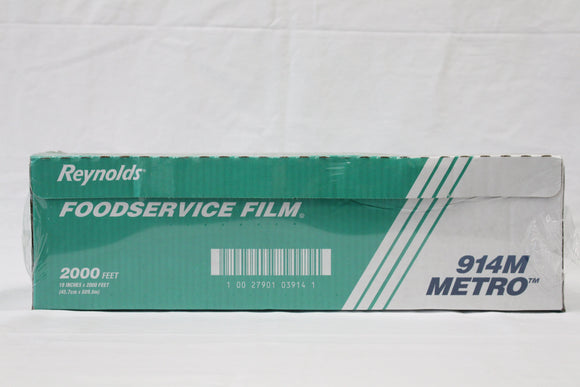 Reynolds®
FOODSERVICE FILM®
2000 FEET
18 INCHES x 2000 FEET
(45.7cm x 609.6m)
1 00 27901 03914 1
914M
METRO™